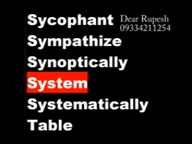 Sycophant
Dear Rupesh
09334211254
Sympathize
Synoptically
System
Systematically
Table